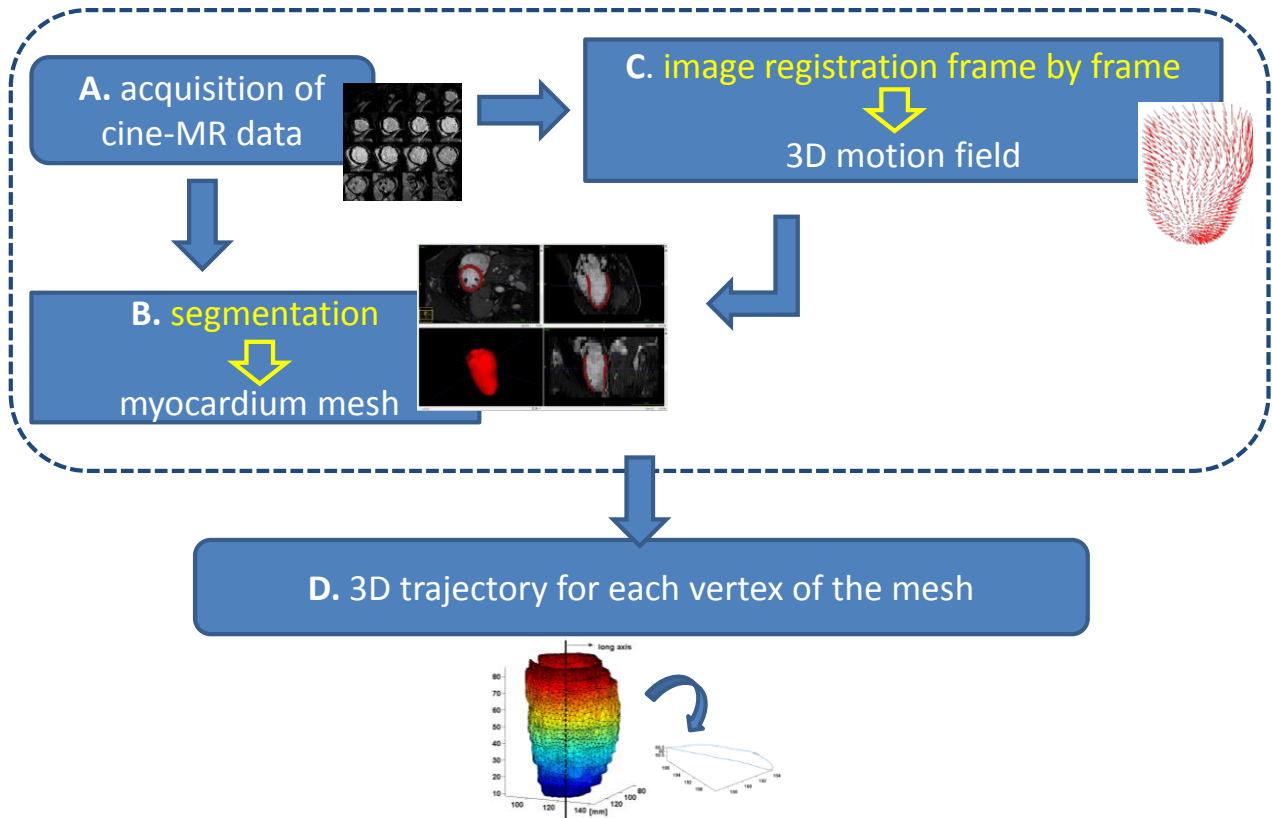 A. acquisition of
cine-MR data
C. image registration frame by frame
3D motion field
B. segmentation
myocardium mesh
D. 3D trajectory for each vertex of the mesh
long axis
80
70
60
50
40
30
20
10
100
120
140
[mm]
120
100
80